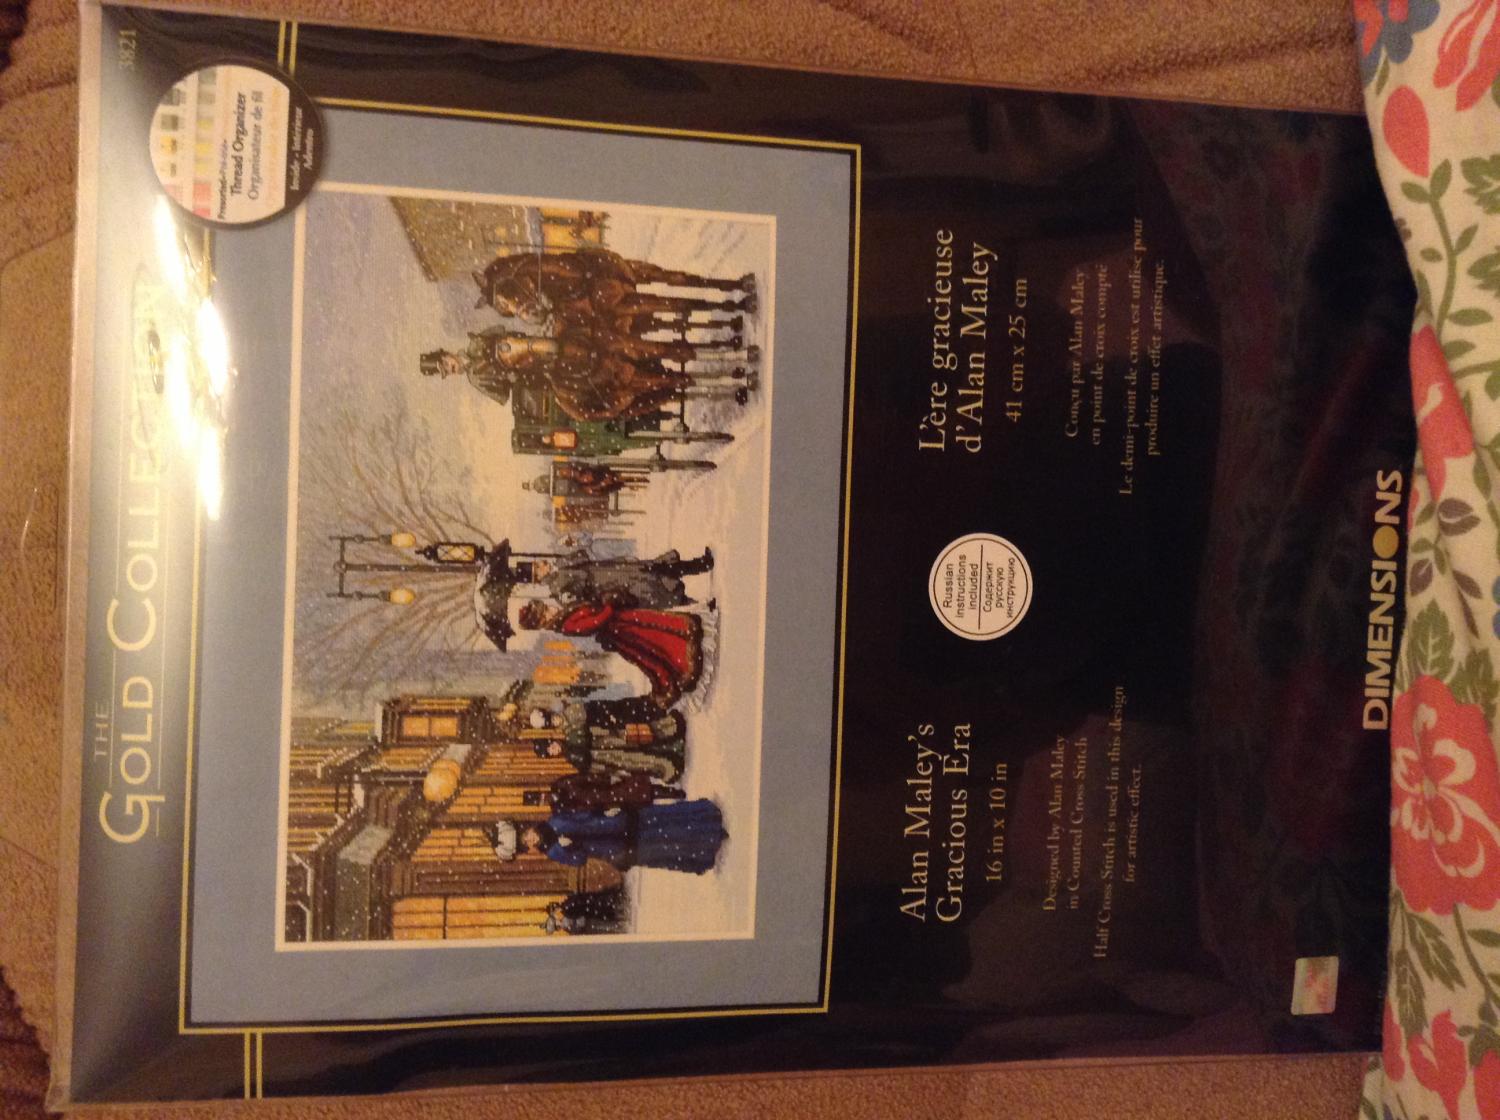 3821
THE
GOLD COLLECTION
Thread Organizer
Organisateur de fil
Alan Maley's
Gracious Era
16 in x 10 in
Designed by Alan Maley
in Counted Cross Stitch
Half Cross Stitch is used in this design
for artistic effect.
Russian
instructions
included
Содержит
русскую
инструкцию
L'ère gracieuse
d'Alan Maley
41 cm x 25 cm
Conçu par Alan Maley
en point de croix compté
Le demi-point de croix est utilisé pour
produire un effet artistique.
DIMENSIONS